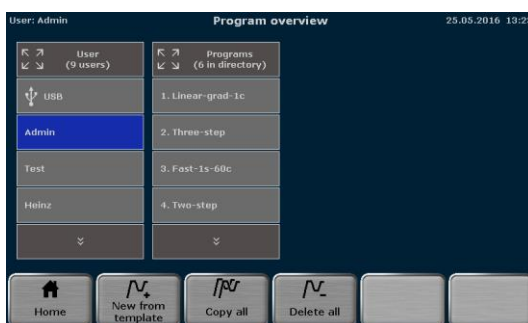 User: Admin
Program overview
25.05.2016 13:2
User
(9 users)
Programs
(6 in directory)
USB
1. Linear-grad-1c
Admin
2. Three-step
Test
3. Fast-1s-60c
Heinz
4. Two-step
Home
New from
template
Copy all
Delete all